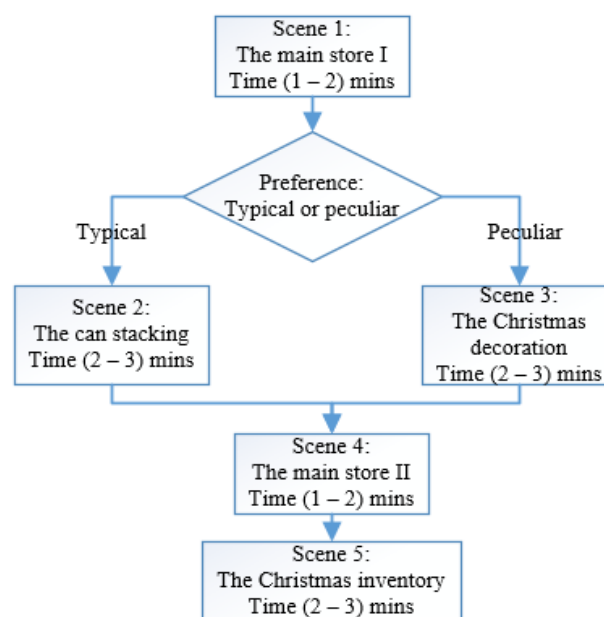 Scene 1:
The main store I
Time (1 – 2) mins
Preference:
Typical or peculiar
Typical
Peculiar
Scene 2:
The can stacking
Time (2 – 3) mins
Scene 3:
The Christmas
decoration
Time (2 – 3) mins
Scene 4:
The main store II
Time (1 – 2) mins
Scene 5:
The Christmas inventory
Time (2 – 3) mins